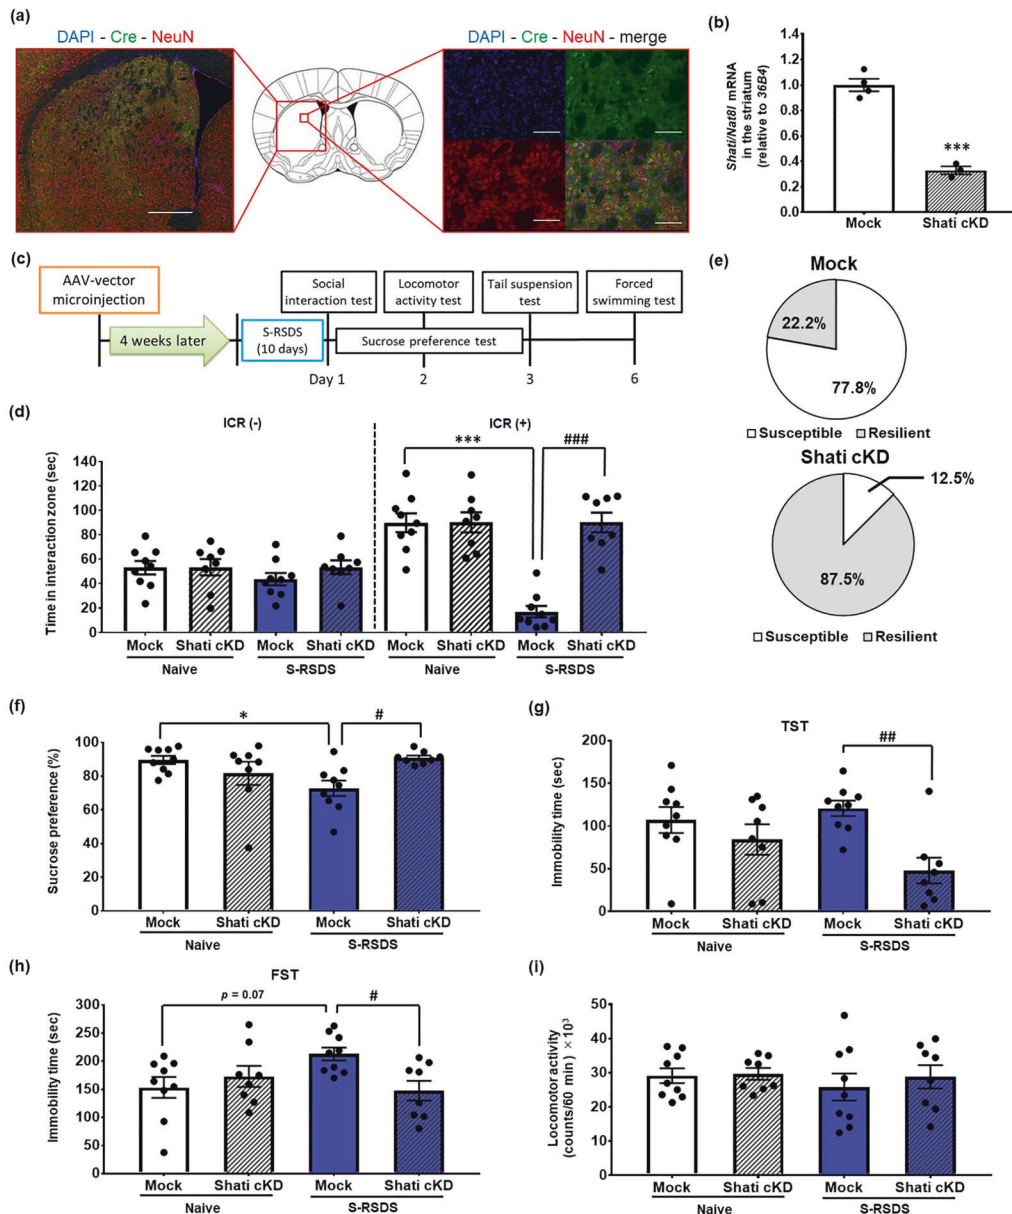 (a)
DAPI - Cre - NeuN
DAPI - Cre - NeuN - merge
(b)
Shati/Nat8l mRNA
in the striatum
(relative to 36B4)
1.4
1.2
1.0
0.8
0.6
0.4
0.2
0.0
***
Mock Shati cKD
(c)
AAV-vector
microinjection
4 weeks later
S-RSDS
(10 days)
Social
interaction test
Locomotor
activity test
Tail suspension
test
Forced
swimming test
Sucrose preference test
Day 1 2 3 6
(e)
Mock
22.2%
77.8%
Susceptible Resilient
Shati cKD
12.5%
87.5%
Susceptible Resilient
(d)
ICR (-) ICR (+)
Time in interaction zone (sec)
140
120
100
80
60
40
20
0
*** ###
Mock Shati cKD Mock Shati cKD Mock Shati cKD Mock Shati cKD
Naive S-RSDS Naive S-RSDS
(f)
Sucrose preference (%)
100
80
60
40
20
0
* #
Mock Shati cKD Mock Shati cKD
Naive S-RSDS
(g)
TST
Immobility time (sec)
200
150
100
50
0
##
Mock Shati cKD Mock Shati cKD
Naive S-RSDS
(h)
FST
Immobility time (sec)
300
250
200
150
100
50
0
p = 0.07 #
Mock Shati cKD Mock Shati cKD
Naive S-RSDS
(i)
Locomotor activity
(counts/60 min) × 10³
50
40
30
20
10
0
Mock Shati cKD Mock Shati cKD
Naive S-RSDS